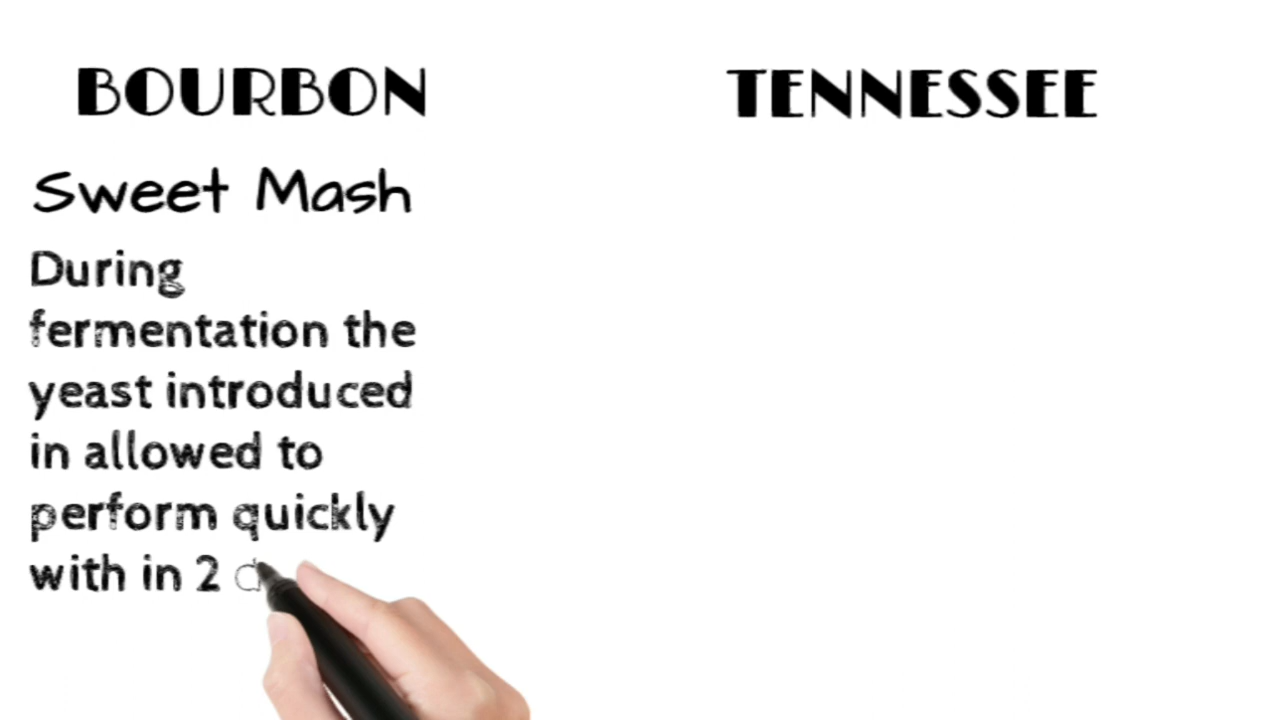 BOURBON TENNESSEE
Sweet Mash
During
fermentation the
yeast introduced
in allowed to
perform quickly
with in 2